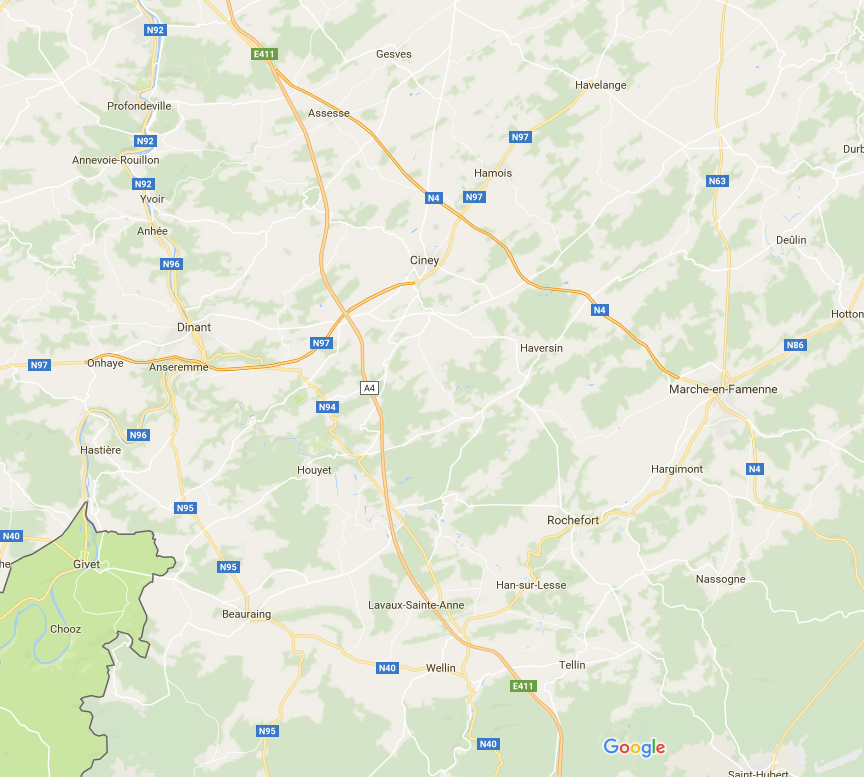 N92
E411
Gesves
Havelange
Profondeville
Assesse
N97
N92
Durb
Annevoie-Rouillon
Hamois
N92
N63
Yvoir
N4
N97
Anhée
Deûlin
Ciney
N96
N4
Hotton
Dinant
N97
N86
Haversin
N97
Onhaye
Anseremme
A4
Marche-en-Famenne
N94
N96
Hastière
Houyet
Hargimont
N4
N95
Rochefort
N40
he
Givet
N95
Nassogne
Han-sur-Lesse
Lavaux-Sainte-Anne
Beauraing
Chooz
N40
Wellin
Tellin
E411
N95
N40
Google
Saint-Hubert